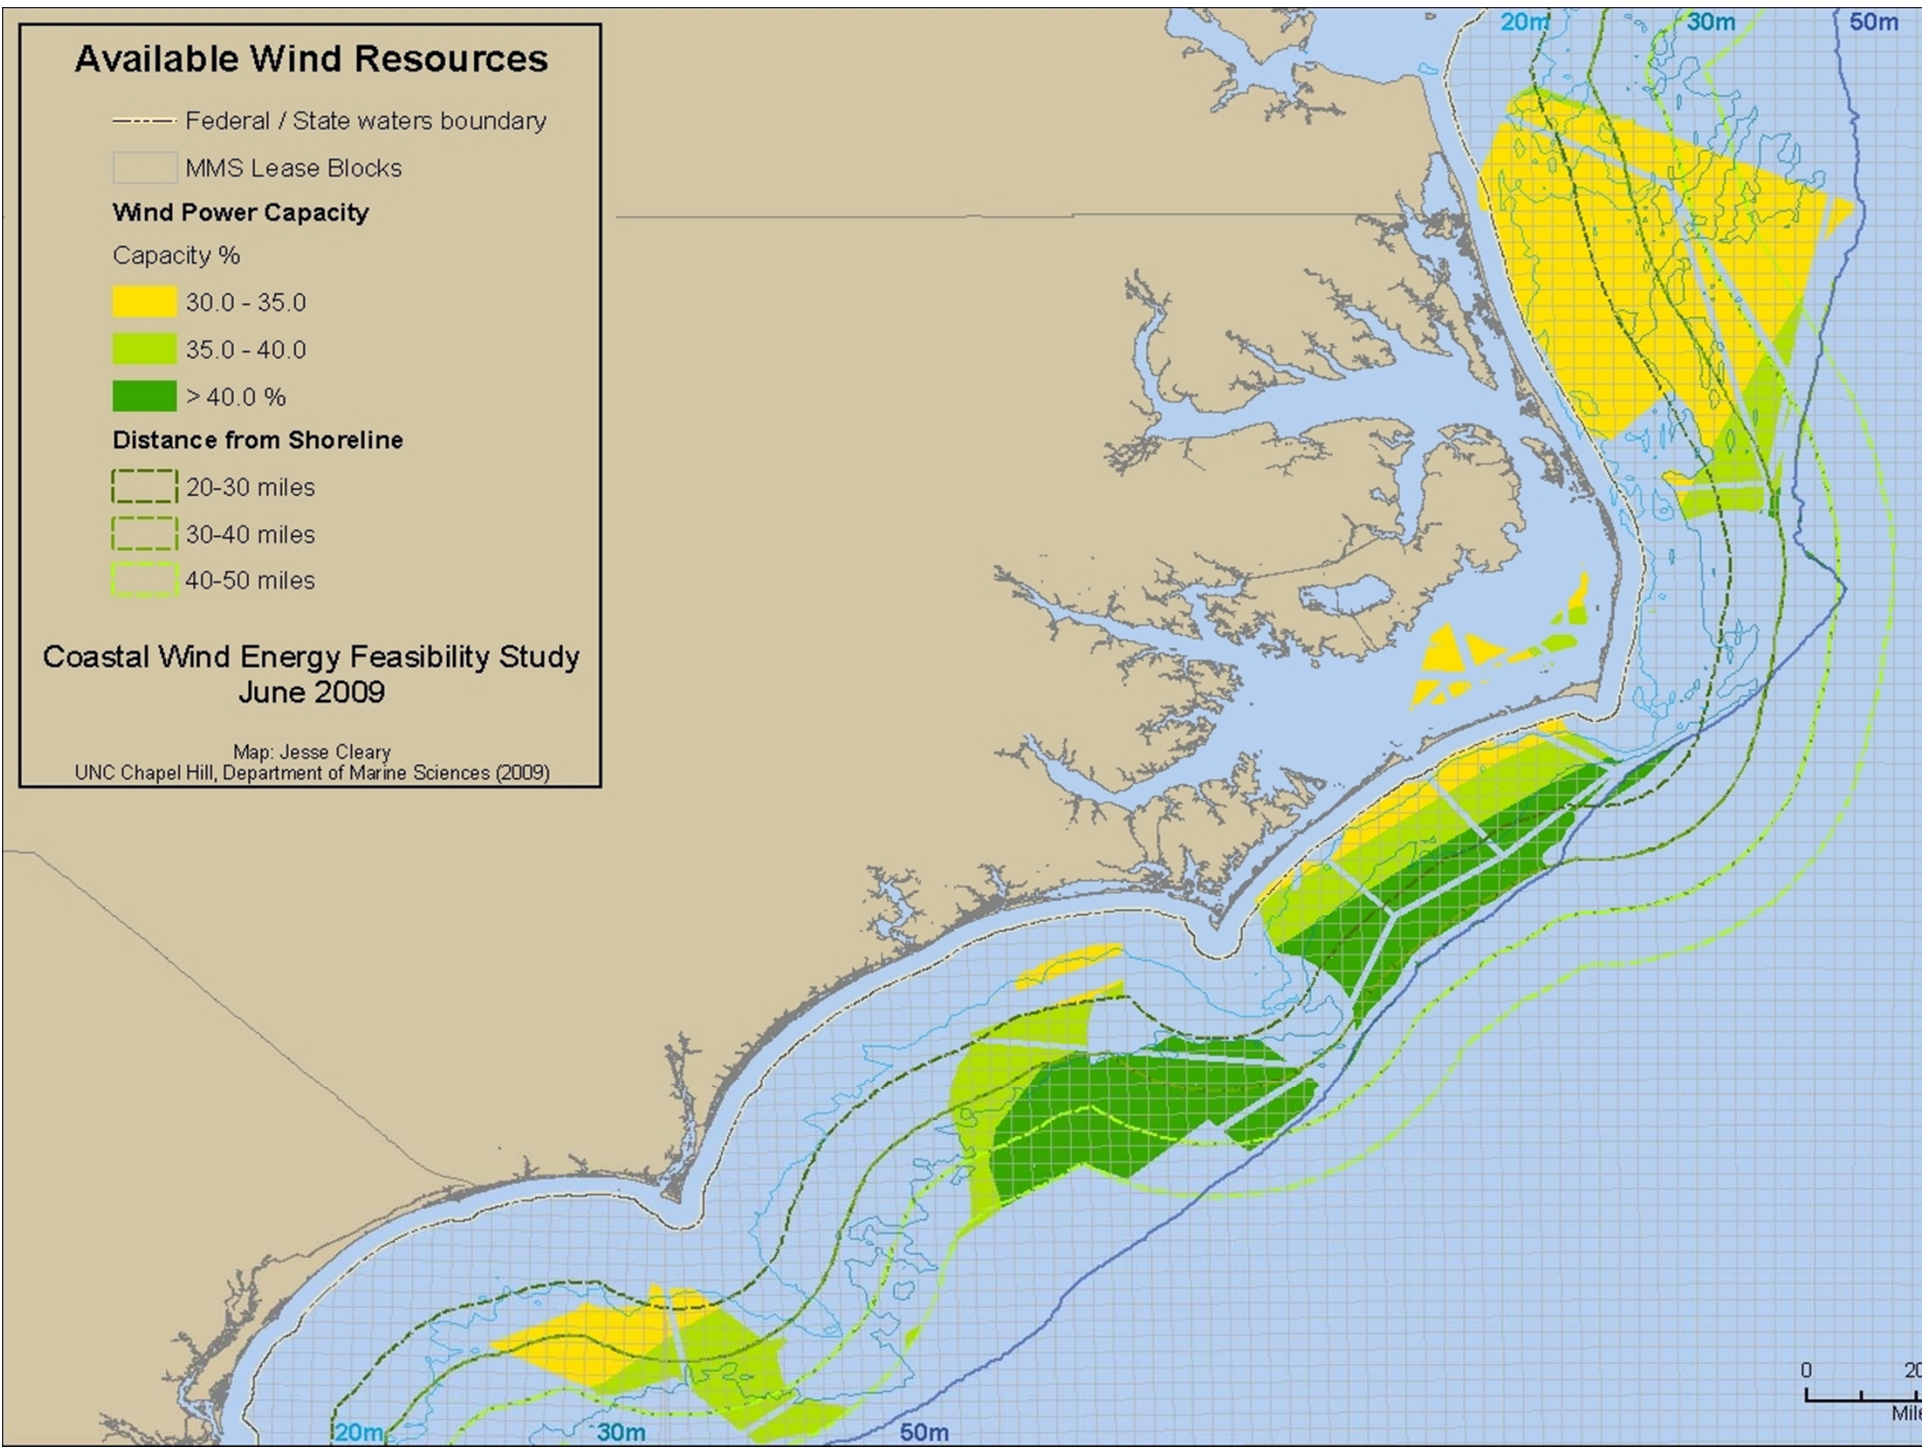 20m 30m 50m
Available Wind Resources
Federal / State waters boundary
MMS Lease Blocks
Wind Power Capacity
Capacity %
30.0 - 35.0
35.0 - 40.0
> 40.0 %
Distance from Shoreline
20-30 miles
30-40 miles
40-50 miles
Coastal Wind Energy Feasibility Study
June 2009
Map: Jesse Cleary
UNC Chapel Hill, Department of Marine Sciences (2009)
0 20
20m 30m 50m